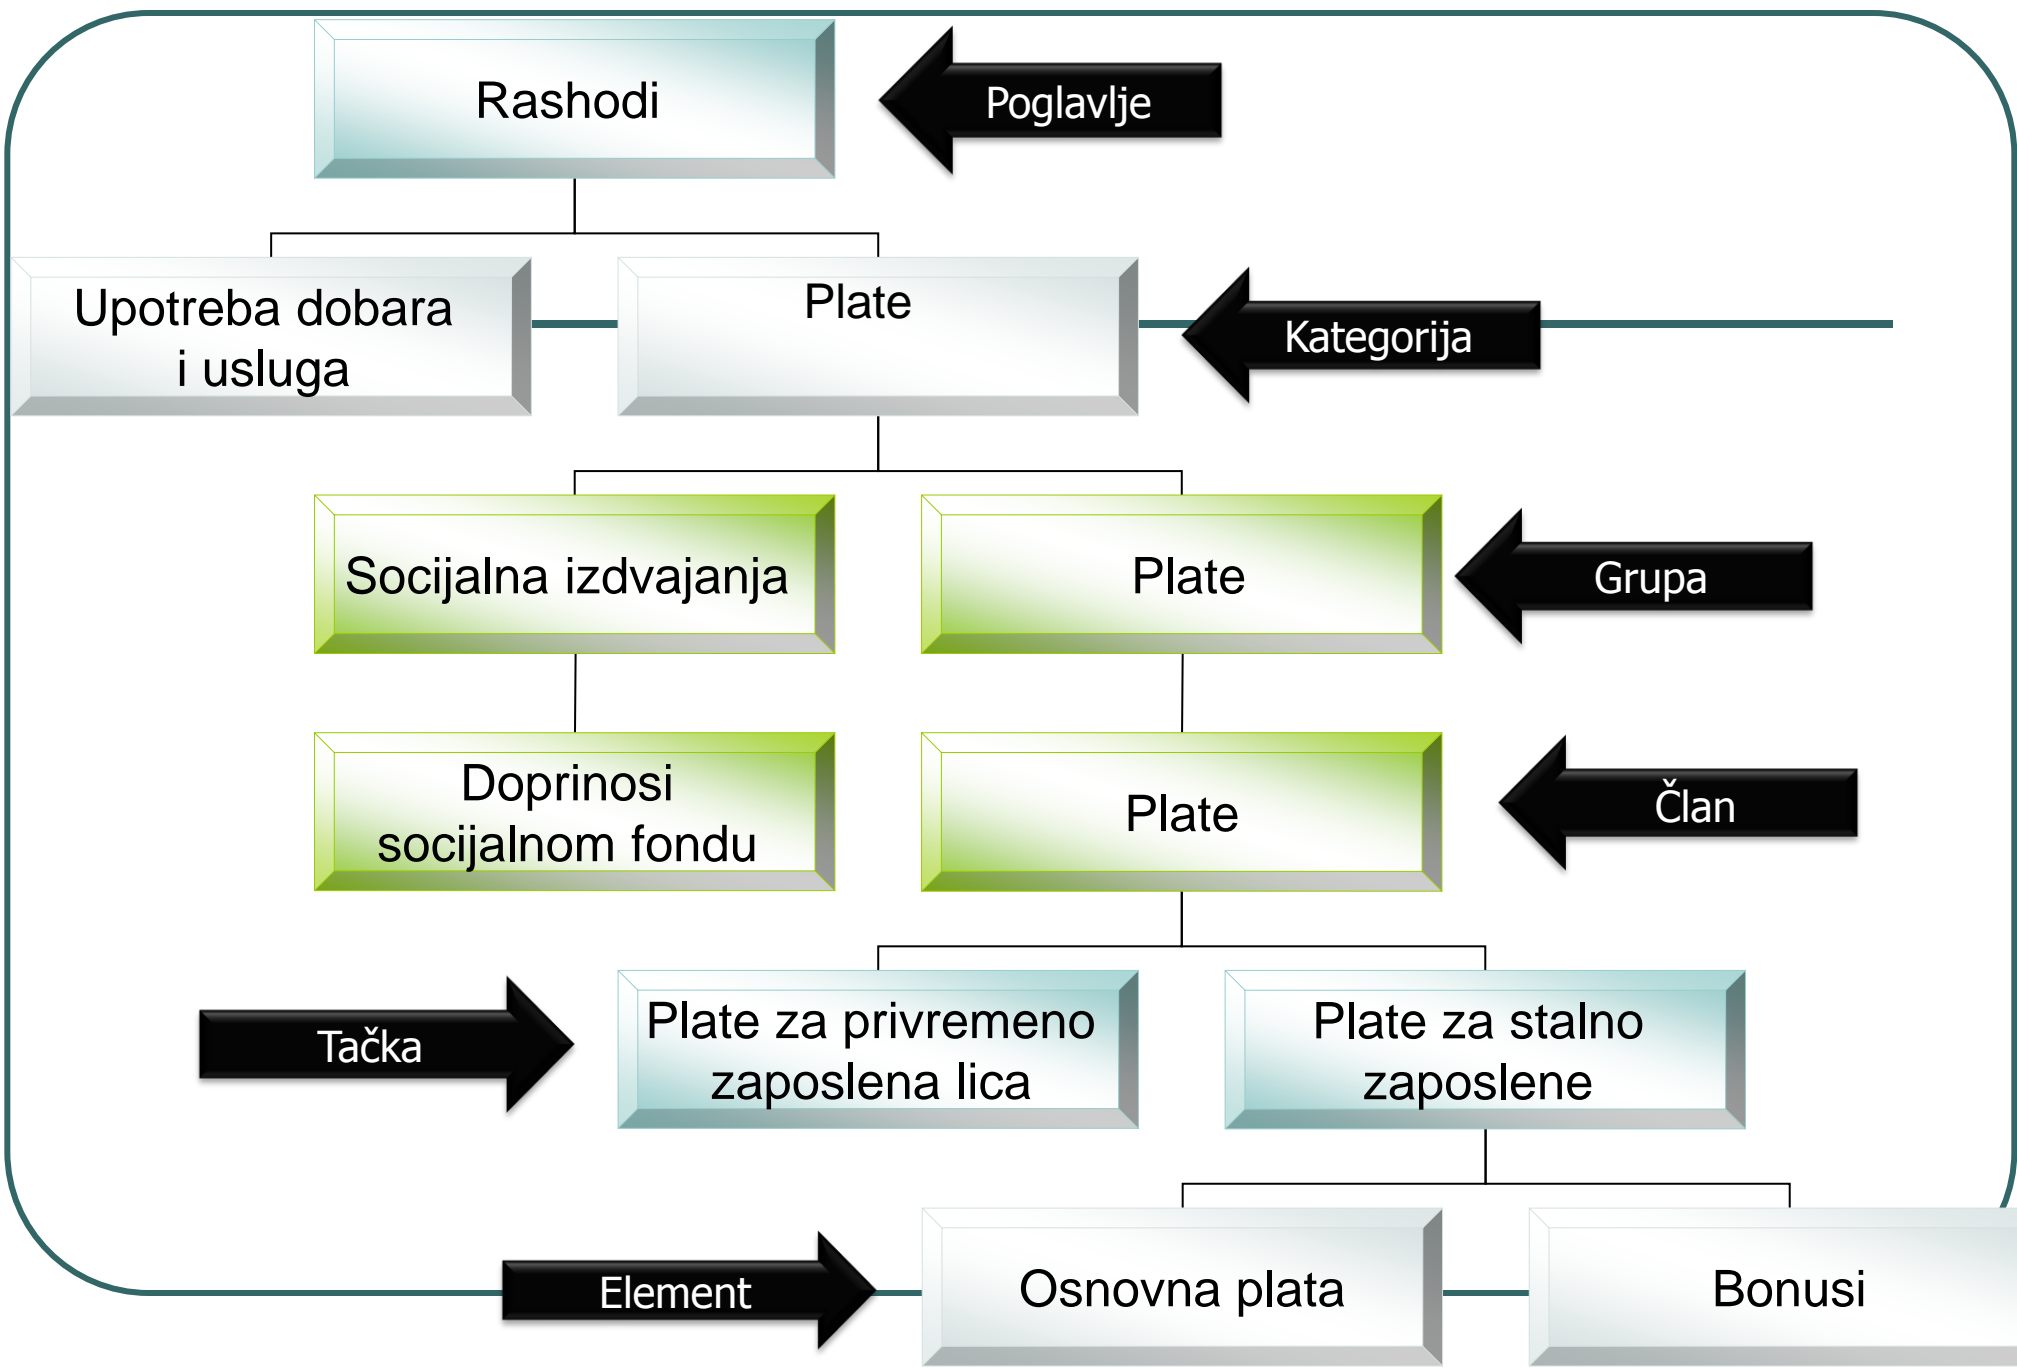 Rashodi
Poglavlje
Upotreba dobara
i usluga
Plate
Kategorija
Socijalna izdvajanja
Plate
Grupa
Doprinosi
socijalnom fondu
Plate
Član
Tačka
Plate za privremeno
zaposlena lica
Plate za stalno
zaposlene
Element
Osnovna plata
Bonusi